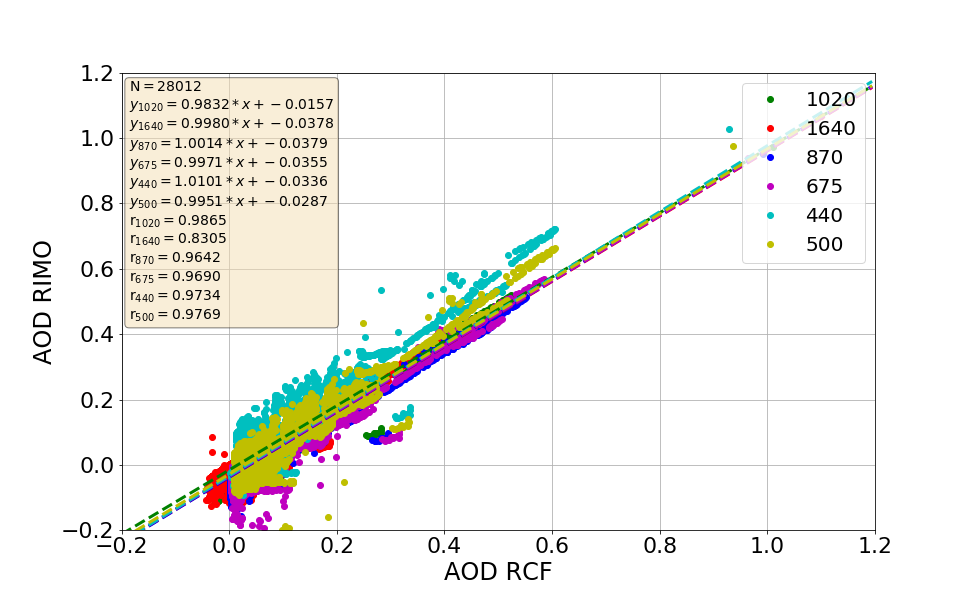 N = 28012
y1020 = 0.9832 * x + −0.0157
y1640 = 0.9980 * x + −0.0378
y870 = 1.0014 * x + −0.0379
y675 = 0.9971 * x + −0.0355
y440 = 1.0101 * x + −0.0336
y500 = 0.9951 * x + −0.0287
r1020 = 0.9865
r1640 = 0.8305
r870 = 0.9642
r675 = 0.9690
r440 = 0.9734
r500 = 0.9769
1020
1640
870
675
440
500
1.2
1.0
0.8
0.6
0.4
0.2
0.0
−0.2
AOD RIMO
−0.2 0.0 0.2 0.4 0.6 0.8 1.0 1.2
AOD RCF